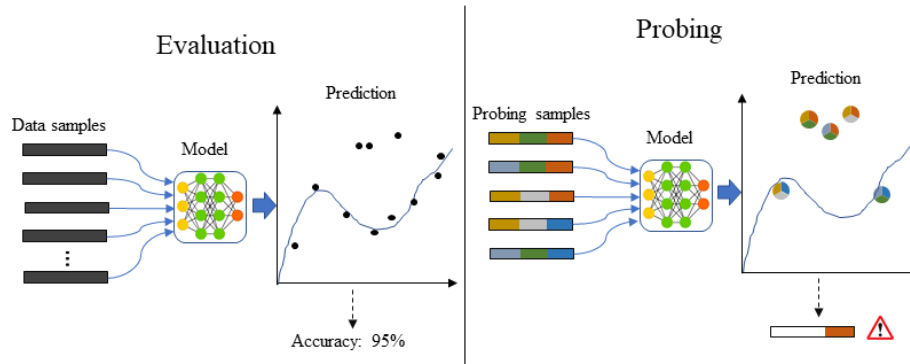 Evaluation
Data samples
Model
Prediction
Accuracy: 95%
Probing
Probing samples
Model
Prediction